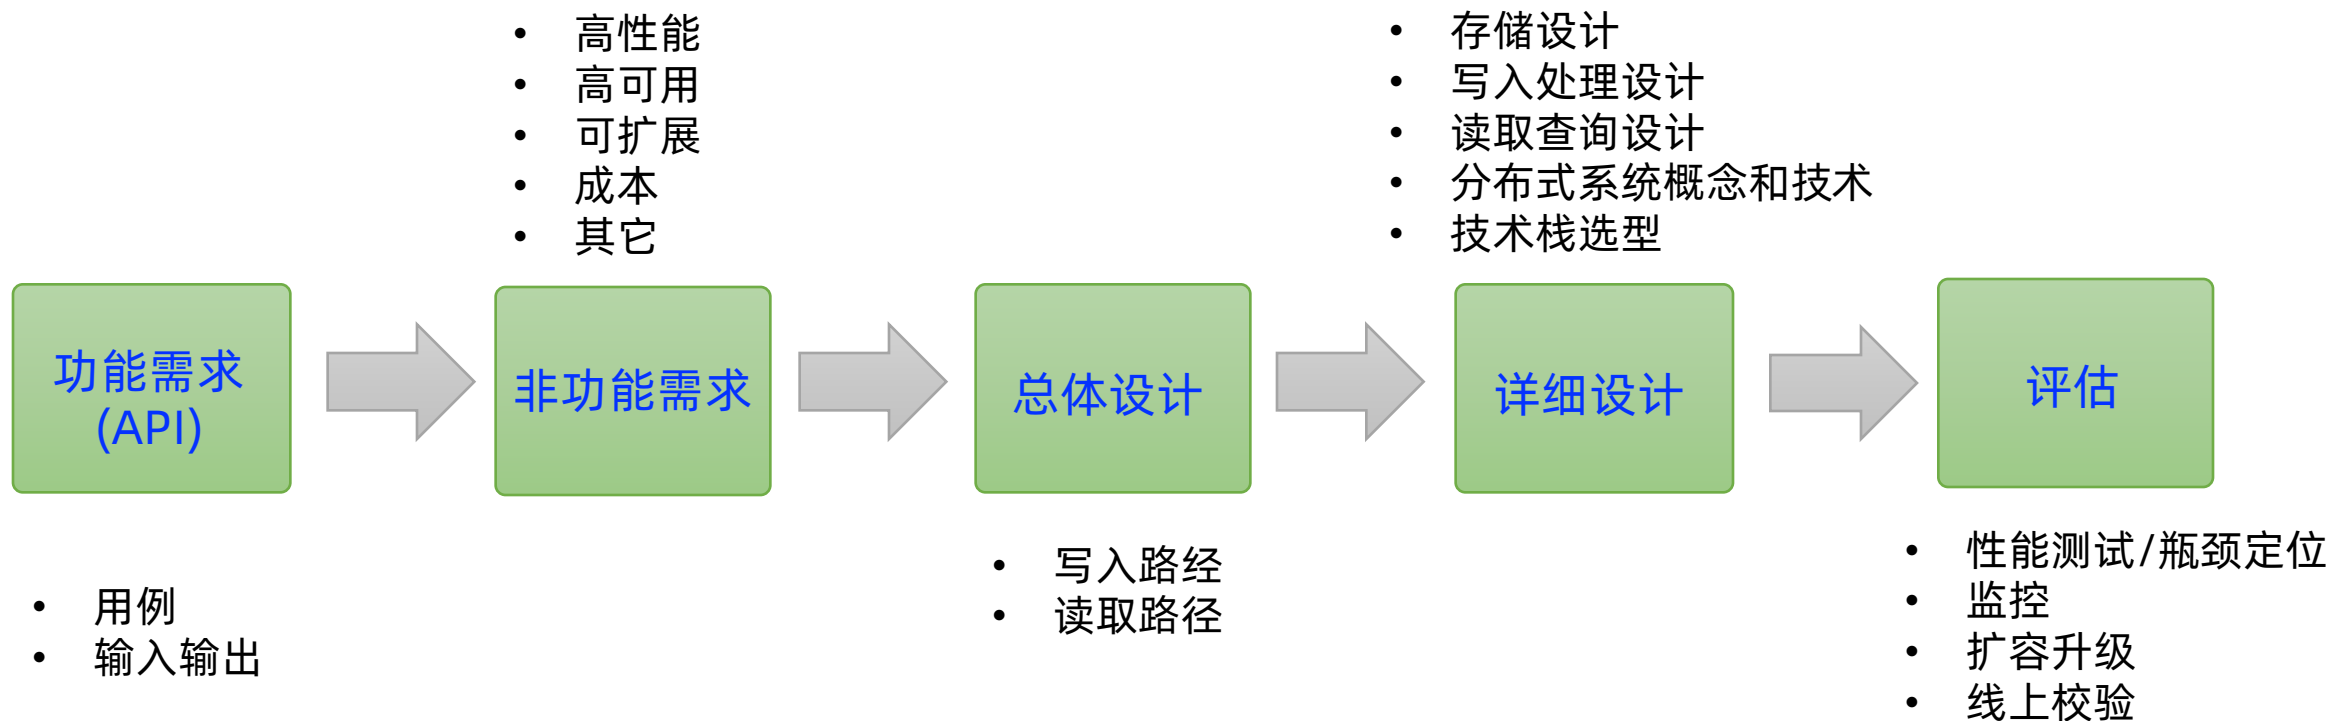 • 高性能
• 高可用
• 可扩展
• 成本
• 其它
• 存储设计
• 写入处理设计
• 读取查询设计
• 分布式系统概念和技术
• 技术栈选型
功能需求
(API)
非功能需求
总体设计
详细设计
评估
• 用例
• 输入输出
• 写入路经
• 读取路径
• 性能测试/瓶颈定位
• 监控
• 扩容升级
• 线上校验